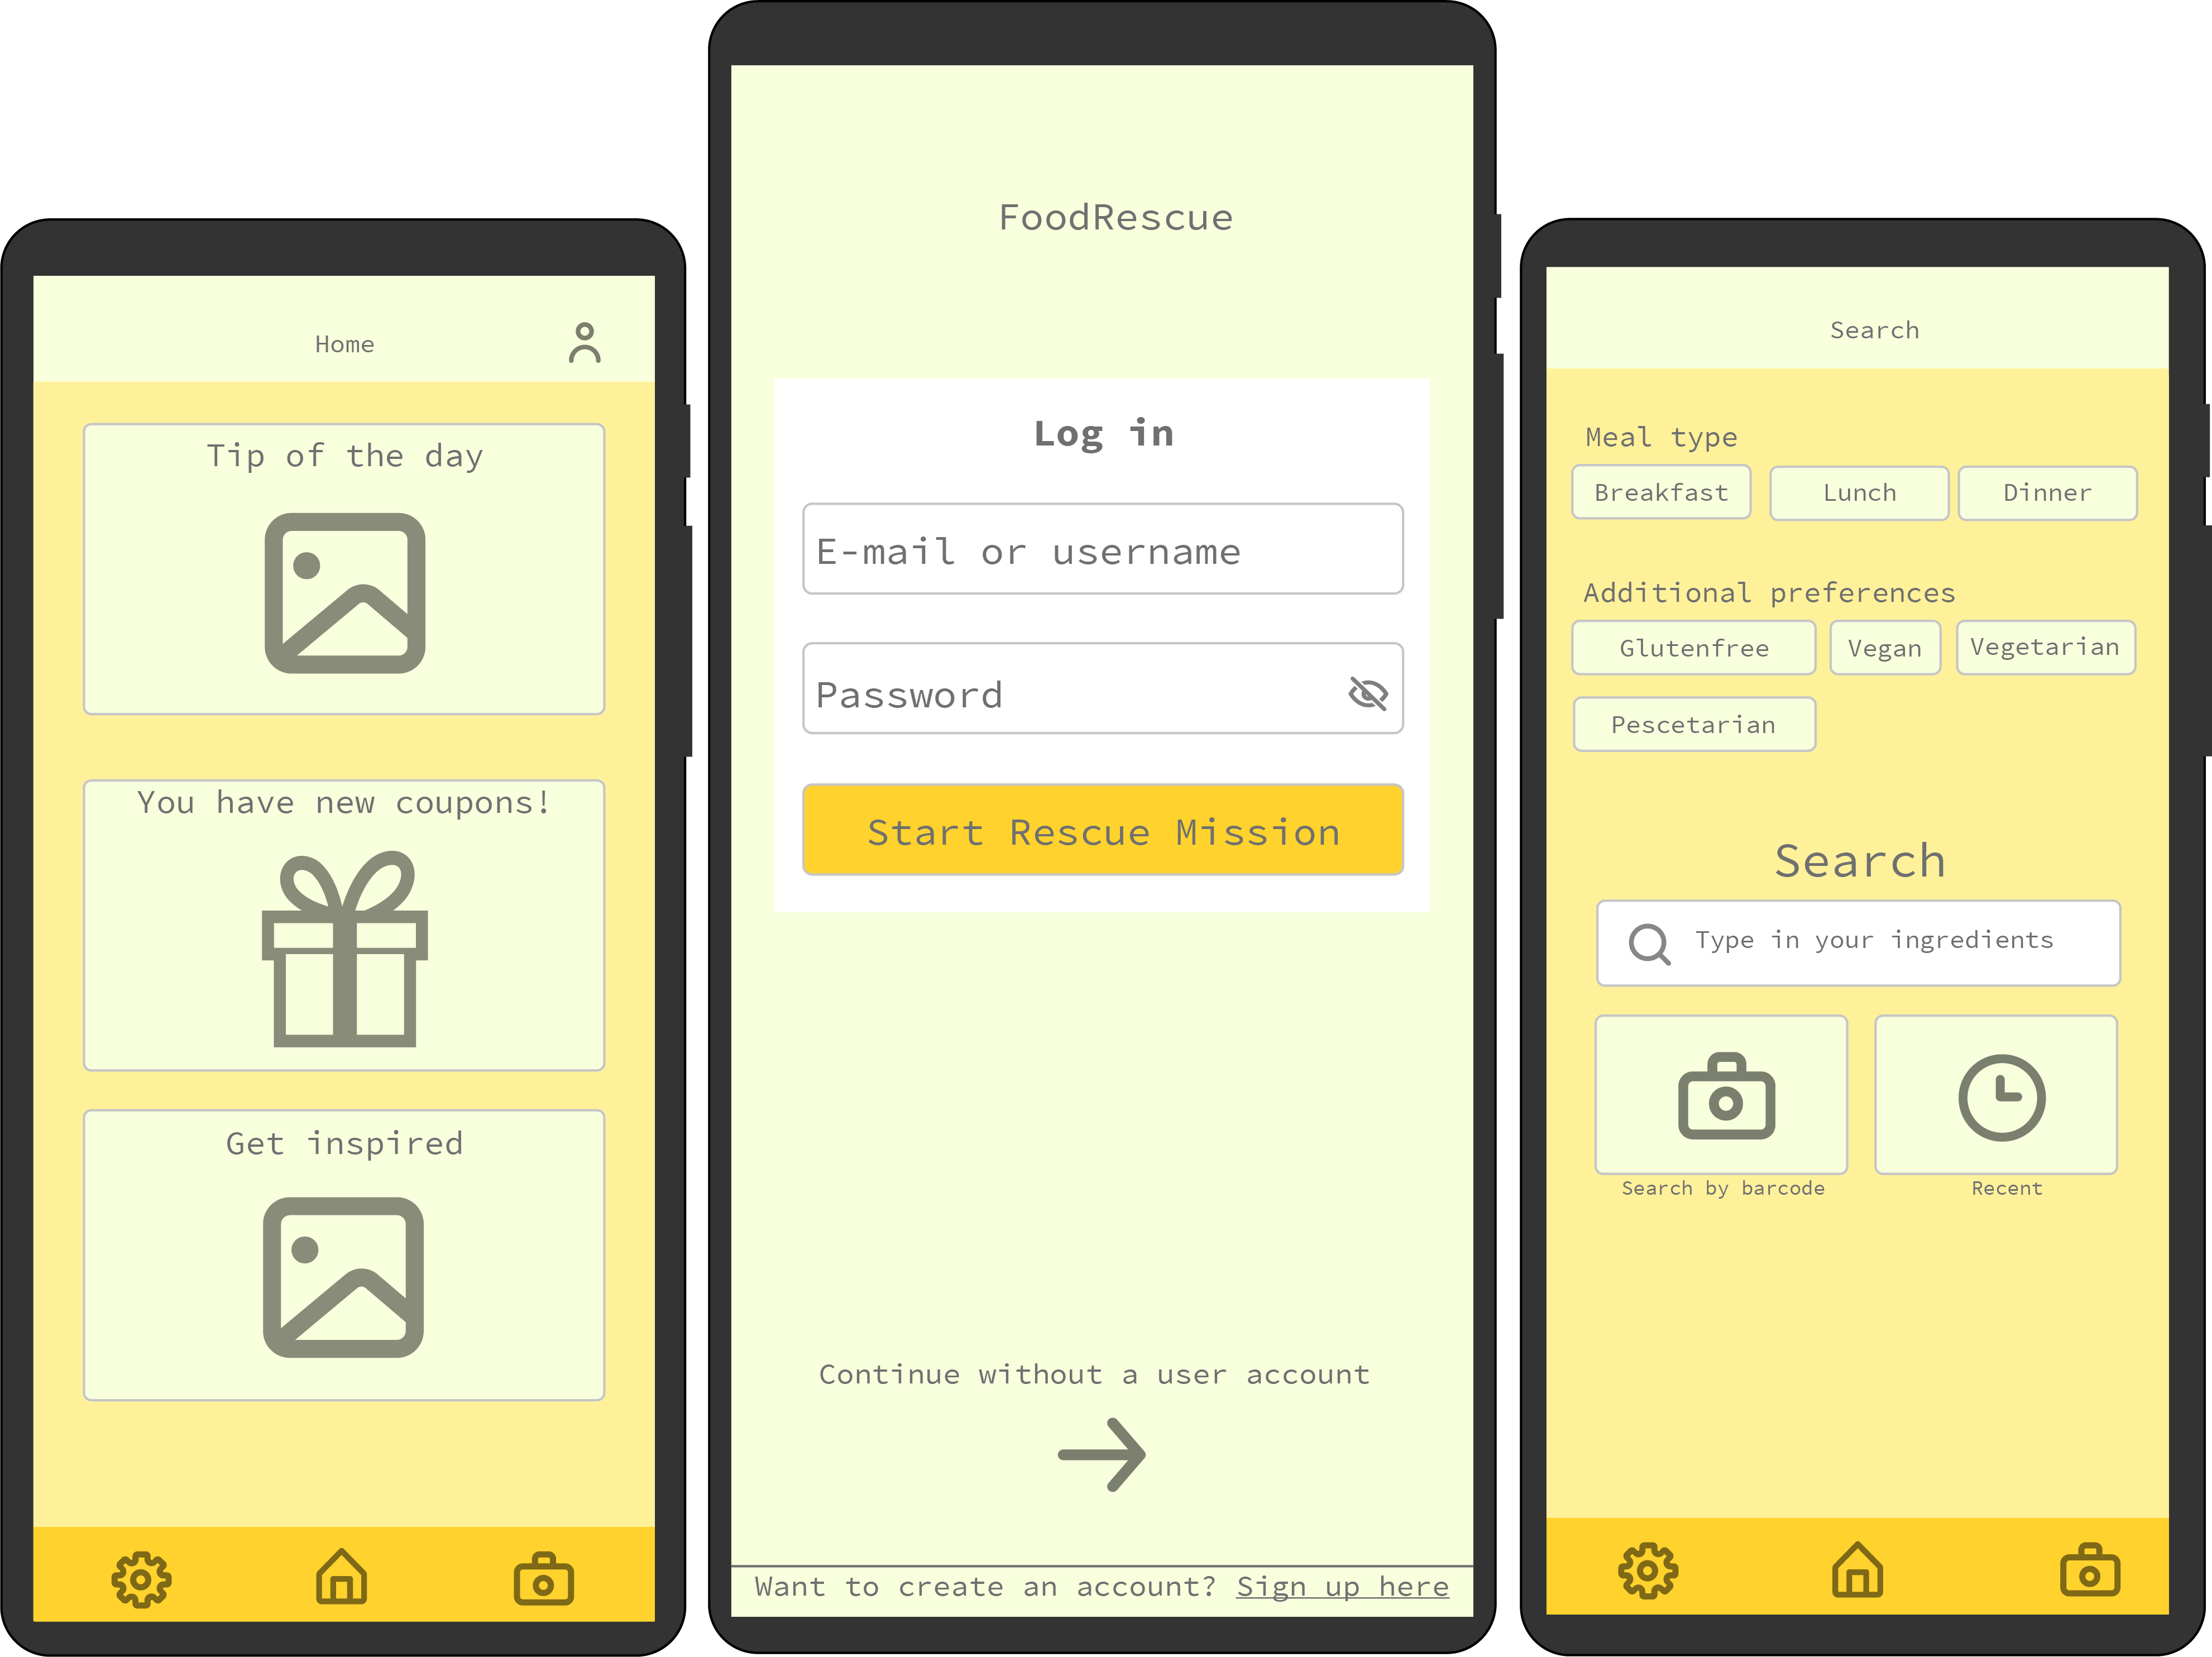 Home
Tip of the day
You have new coupons!
Get inspired
FoodRescue
Log in
E-mail or username
Password
Start Rescue Mission
Continue without a user account
Want to create an account? Sign up here
Search
Meal type
Breakfast Lunch Dinner
Additional preferences
Glutenfree Vegan Vegetarian
Pescetarian
Search
Type in your ingredients
Search by barcode Recent